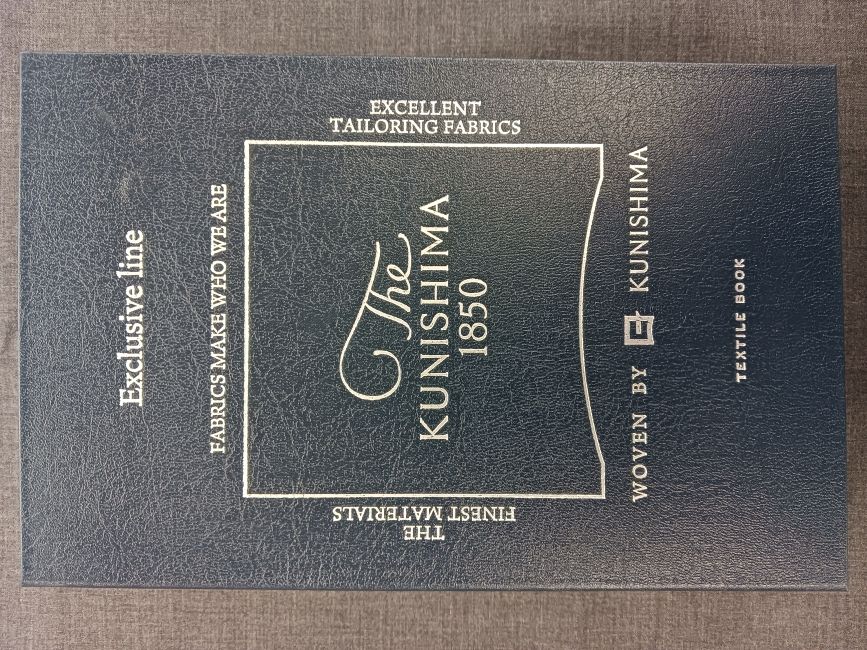 Exclusive line
FABRICS MAKE WHO WE ARE
THE
FINEST MATERIALS
The
KUNISHIMA
1850
EXCELLENT
TAILORING FABRICS
WOVEN BY KUNISHIMA
TEXTILE BOOK